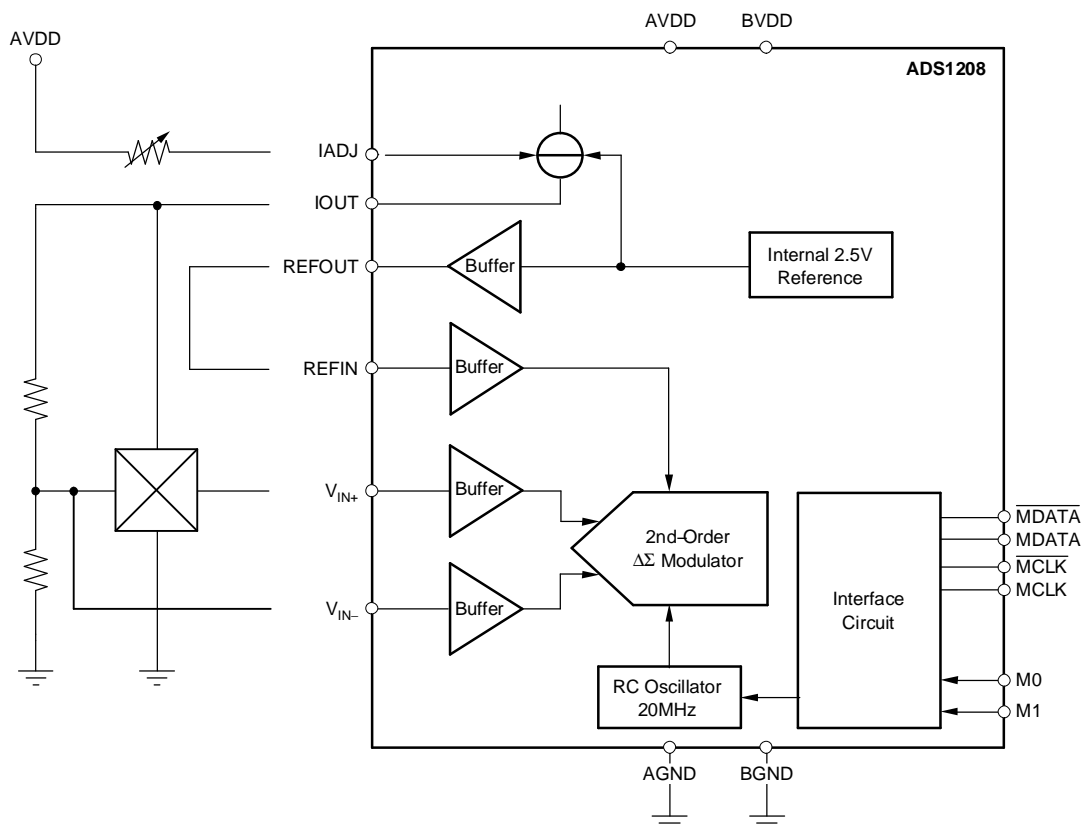 AVDD
AVDD
BVDD
ADS1208
IADJ
IOUT
REFOUT
Buffer
Internal 2.5V
Reference
REFIN
Buffer
VIN+
Buffer
2nd-Order
ΔΣ Modulator
VIN−
Buffer
Interface
Circuit
MDATA
MDATA
MCLK
MCLK
RC Oscillator
20MHz
M0
M1
AGND
BGND